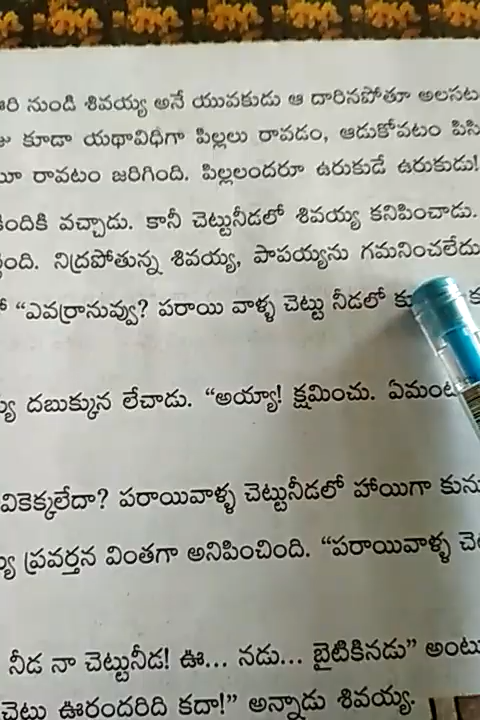 నుండి శివయ్య అనే యువకుడు ఆ దారినపోతూ అలసట
కూడా యథావిధిగా పిల్లలు రావడం, ఆడుకోవటం
రావటం జరిగింది. పిల్లలందరూ ఉరుకుడే ఉరుకుడు!
వచ్చాడు. కానీ చెట్టునీడలో శివయ్య కనిపించాడు.
నిద్రపోతున్న శివయ్య, పాపయ్యను గమనించలేదు
“ఎవర్రానువ్వు? పరాయి వాళ్ళ చెట్టు నీడలో
దబుక్కున లేచాడు. “అయ్యా! క్షమించు.
పరాయివాళ్ళ చెట్టునీడలో హాయిగా
ప్రవర్తన వింతగా అనిపించింది. “పరాయివాళ్ళ
నీడ నా చెట్టునీడ! ఊ... నడు... బైటికినడు”
ఊరందరిది కదా!” అన్నాడు శివయ్య.